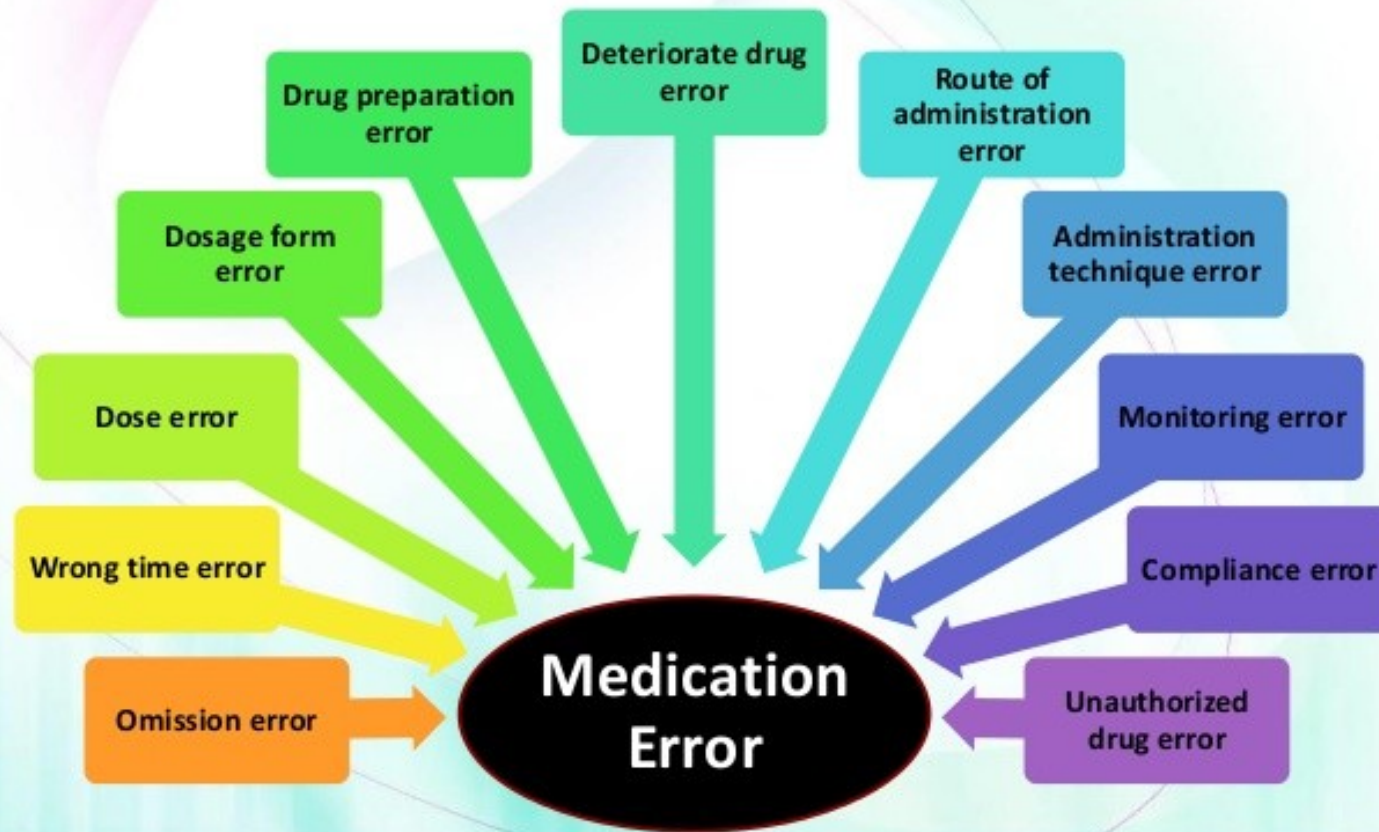 Deteriorate drug
error
Drug preparation
error
Route of
administration
error
Dosage form
error
Administration
technique error
Dose error
Monitoring error
Wrong time error
Compliance error
Omission error
Unauthorized
drug error
Medication
Error